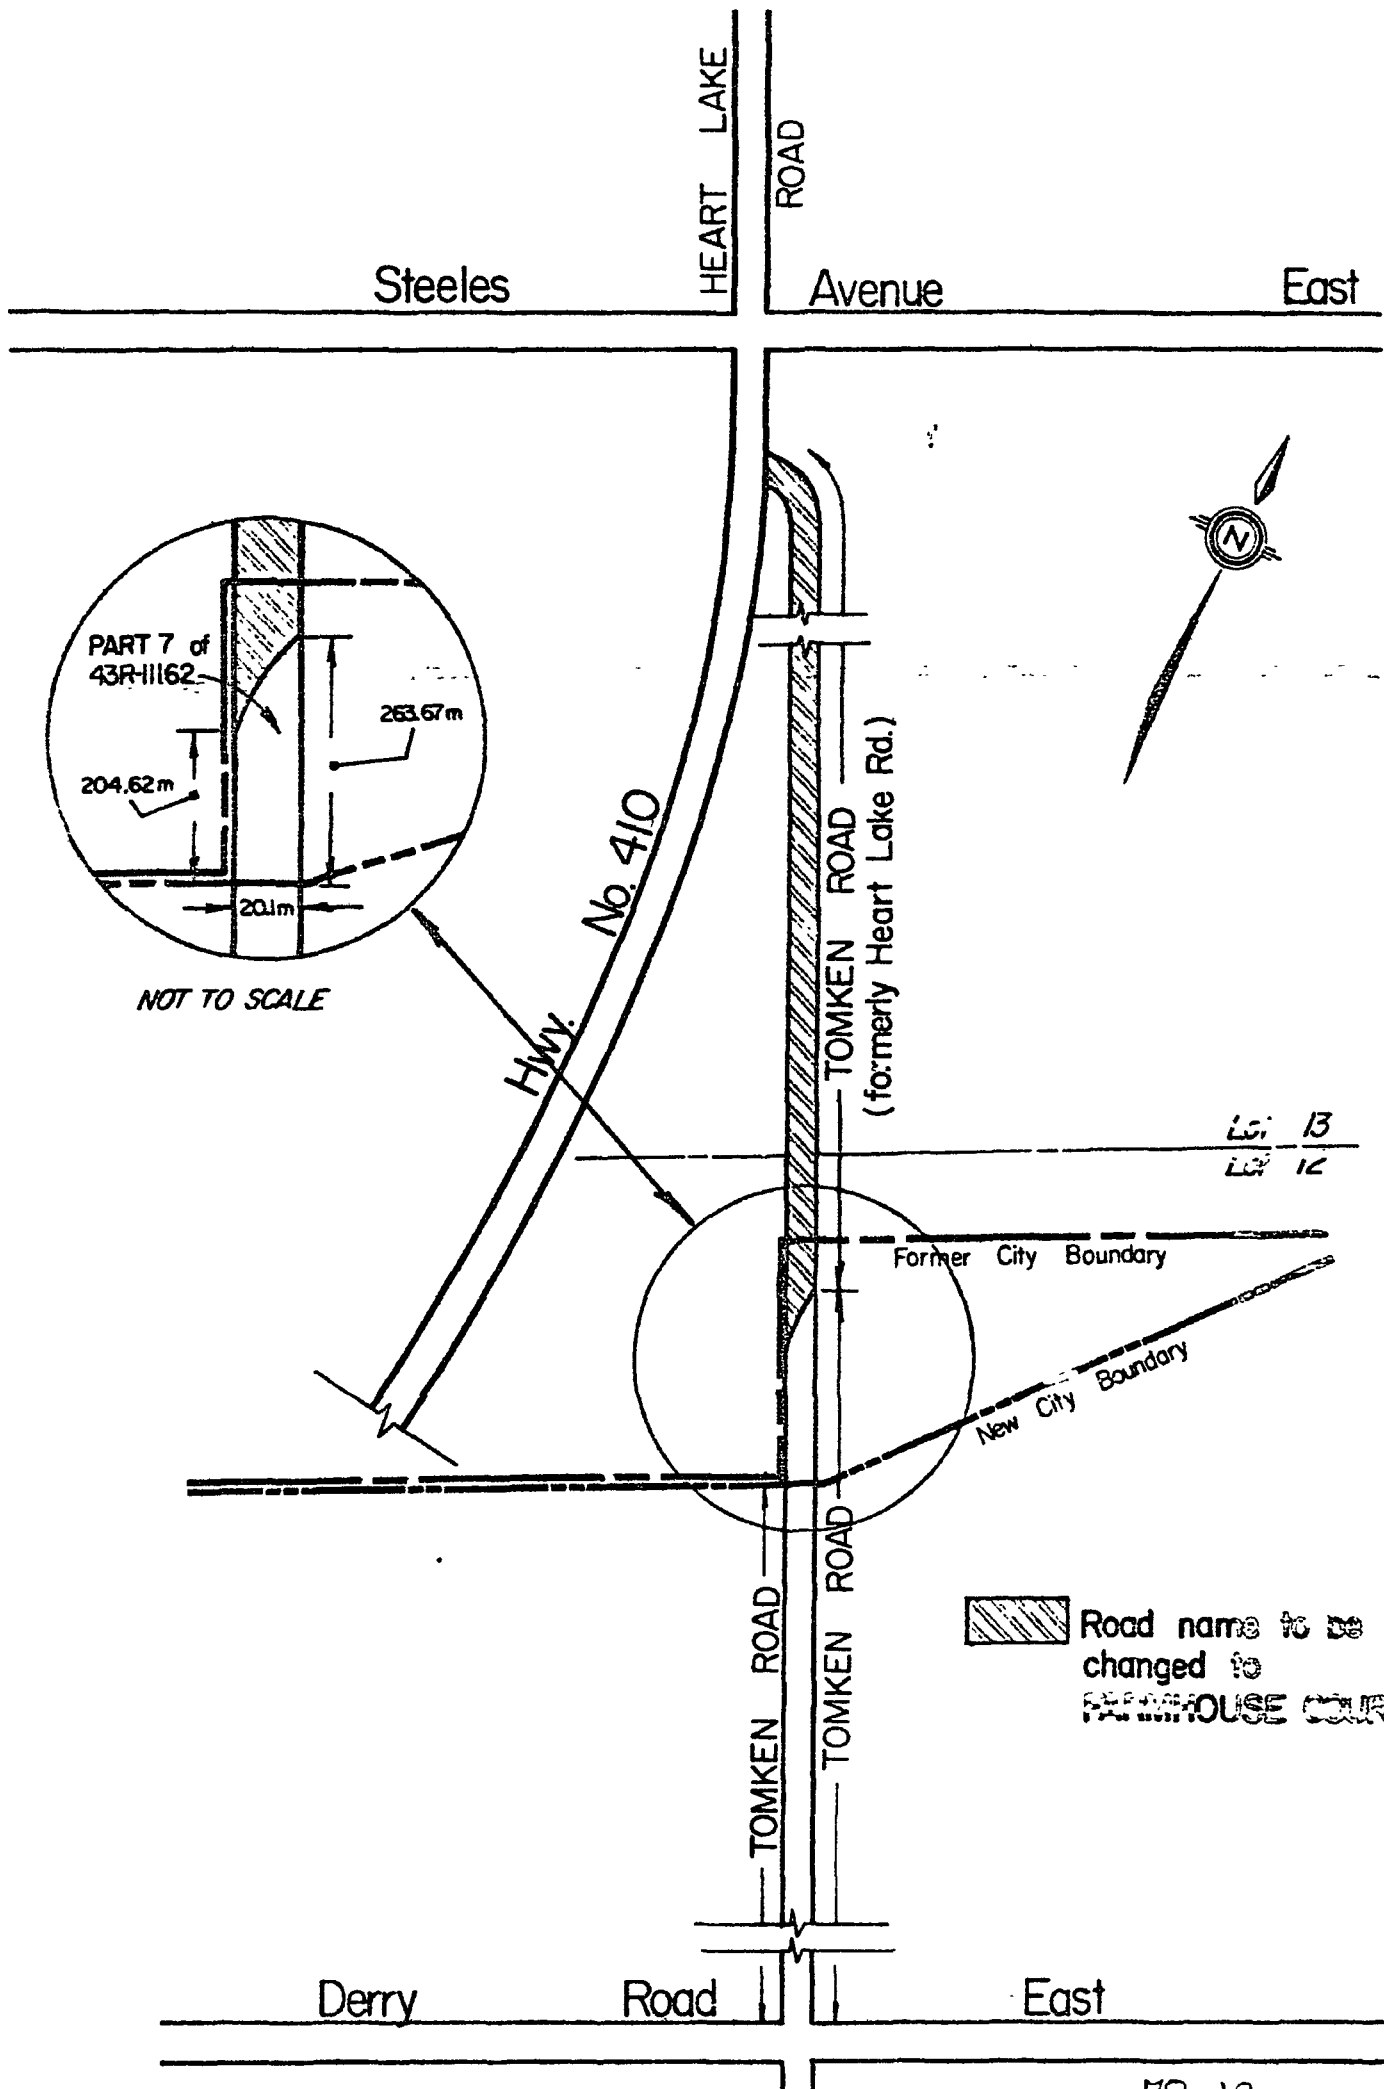 HEART LAKE
ROAD
Steeles Avenue East
N
PART 7 of
43R-11162
263.67m
204.62m
20.1m
NOT TO SCALE
Hwy. No. 410
TOMKEN ROAD
(formerly Heart Lake Rd.)
Lot 13
Lot 12
Former City Boundary
New City Boundary
TOMKEN ROAD
TOMKEN ROAD
Road name to be
changed to
FARMHOUSE COUR
Derry Road East